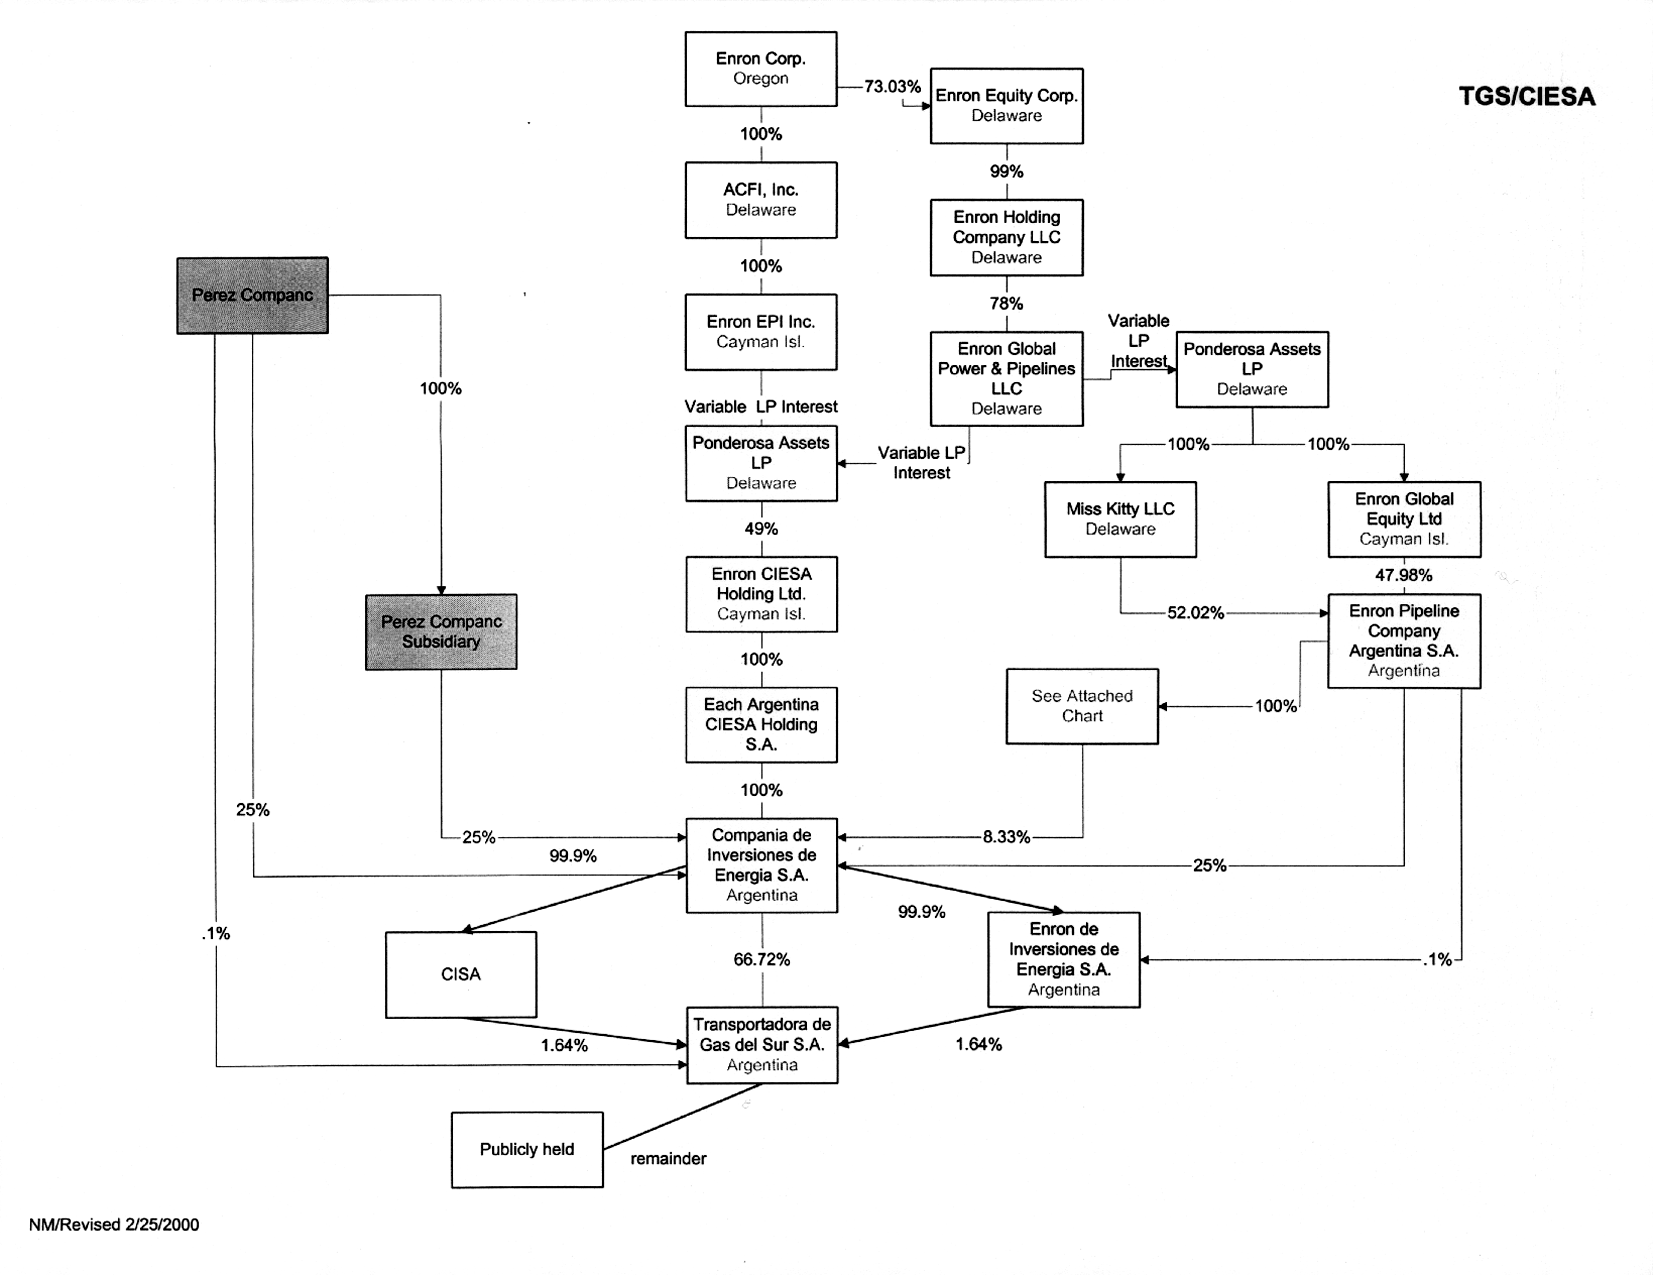 Enron Corp.
Oregon
73.03%
Enron Equity Corp.
Delaware
TGS/CIESA
100%
99%
ACFI, Inc.
Delaware
Enron Holding
Company LLC
Delaware
100%
78%
Perez Companc
Enron EPI Inc.
Cayman Isl.
Enron Global
Power & Pipelines
LLC
Delaware
Variable
LP
Interest
Ponderosa Assets
LP
Delaware
100%
Variable LP Interest
Ponderosa Assets
LP
Delaware
Variable LP
Interest
100%
100%
49%
Miss Kitty LLC
Delaware
Enron Global
Equity Ltd
Cayman Isl.
Enron CIESA
Holding Ltd.
Cayman Isl.
47.98%
52.02%
Perez Companc
Subsidiary
Enron Pipeline
Company
Argentina S.A.
Argentina
100%
Each Argentina
CIESA Holding
S.A.
See Attached
Chart
100%
100%
25%
25%
99.9%
Compania de
Inversiones de
Energia S.A.
Argentina
8.33%
25%
99.9%
.1%
CISA
66.72%
Enron de
Inversiones de
Energia S.A.
Argentina
.1%
1.64%
Transportadora de
Gas del Sur S.A.
Argentina
1.64%
Publicly held
remainder
NM/Revised 2/25/2000